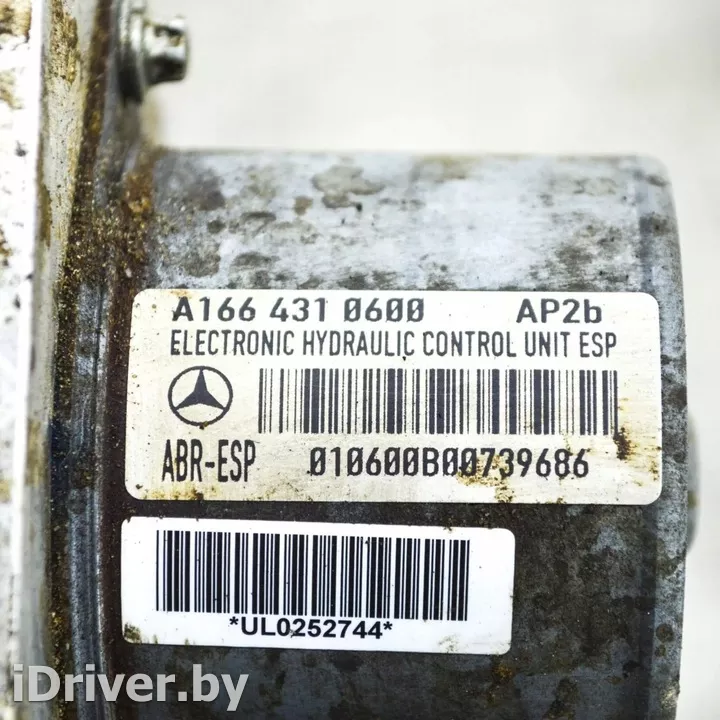 A166 431 0600 AP2b
ELECTRONIC HYDRAULIC CONTROL UNIT ESP
ABR-ESP 010600B00739686
*UL0252744*
iDriver.by